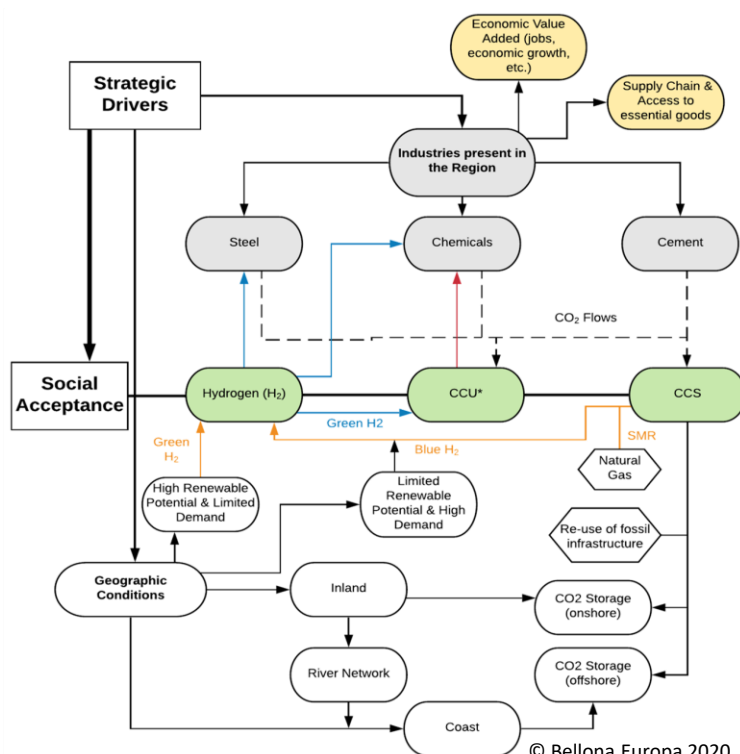 Economic Value
Added (jobs,
economic growth,
etc.)
Strategic
Drivers
Supply Chain &
Access to
essential goods
Industries present in
the Region
Steel
Chemicals
Cement
CO₂ Flows
Social
Acceptance
Hydrogen (H₂)
CCU*
CCS
Green H2
Green
H₂
Blue H₂
SMR
Natural
Gas
High Renewable
Potential & Limited
Demand
Limited
Renewable
Potential & High
Demand
Re-use of fossil
infrastructure
Geographic
Conditions
Inland
CO2 Storage
(onshore)
River Network
CO2 Storage
(offshore)
Coast
© Bellona Europa 2020